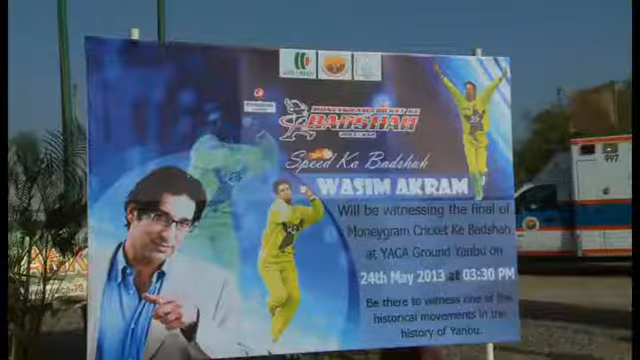 MONEYGRAM CRICKET KE
BADSHAH
Speed Ka Badshah
WASIM AKRAM
Will be witnessing the final of
Moneygram Cricket Ke Badshah
at YACA Ground Yanbu on
24th May 2013 at 03:30 PM
Be there to witness one of the
historical movements in the
history of Yanbu.
997